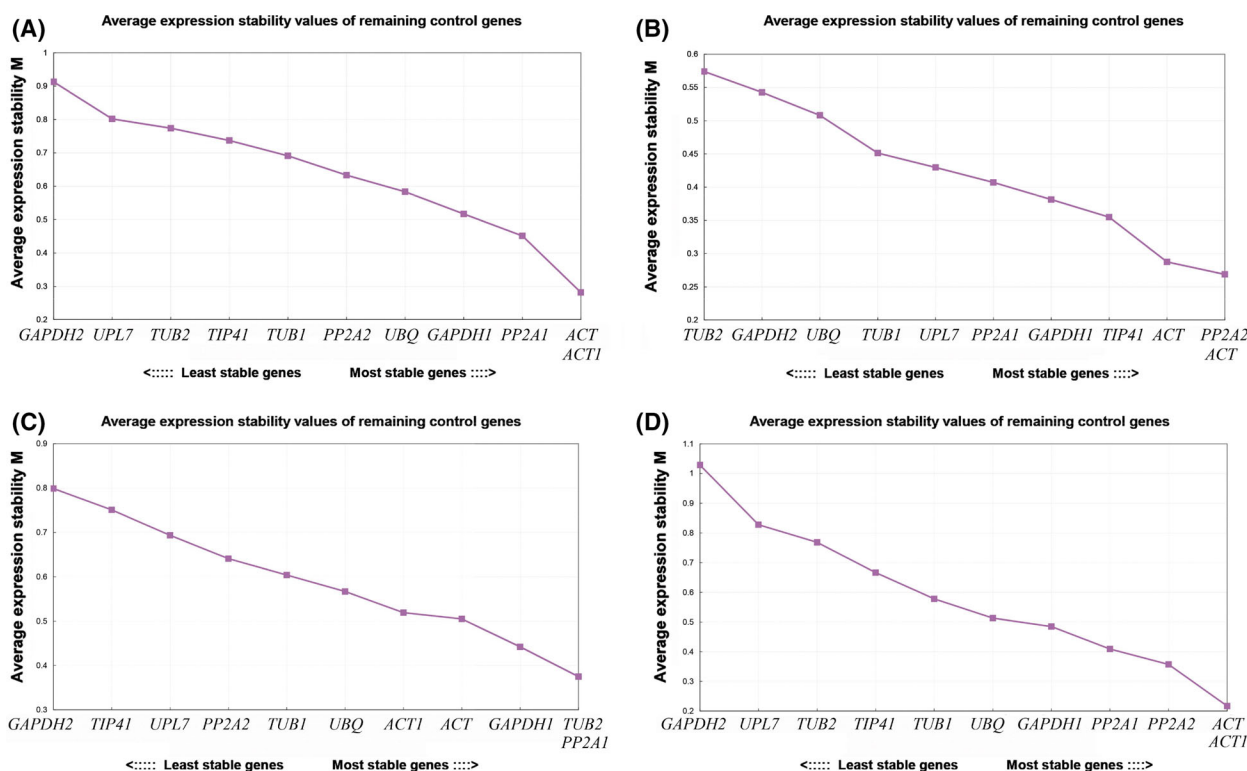 (A)
Average expression stability values of remaining control genes
Average expression stability M
1
0.9
0.8
0.7
0.6
0.5
0.4
0.3
0.2
GAPDH2 UPL7 TUB2 TIP41 TUB1 PP2A2 UBQ GAPDH1 PP2A1 ACT
ACT1
<::::: Least stable genes Most stable genes ::::>
(B)
Average expression stability values of remaining control genes
Average expression stability M
0.6
0.55
0.5
0.45
0.4
0.35
0.3
0.25
0.2
TUB2 GAPDH2 UBQ TUB1 UPL7 PP2A1 GAPDH1 TIP41 ACT PP2A2
ACT
<::::: Least stable genes Most stable genes ::::>
(C)
Average expression stability values of remaining control genes
Average expression stability M
0.9
0.8
0.7
0.6
0.5
0.4
0.3
GAPDH2 TIP41 UPL7 PP2A2 TUB1 UBQ ACT1 ACT GAPDH1 TUB2
PP2A1
<::::: Least stable genes Most stable genes ::::>
(D)
Average expression stability values of remaining control genes
Average expression stability M
1.1
1
0.9
0.8
0.7
0.6
0.5
0.4
0.3
0.2
GAPDH2 UPL7 TUB2 TIP41 TUB1 UBQ GAPDH1 PP2A1 PP2A2 ACT
ACT1
<::::: Least stable genes Most stable genes ::::>